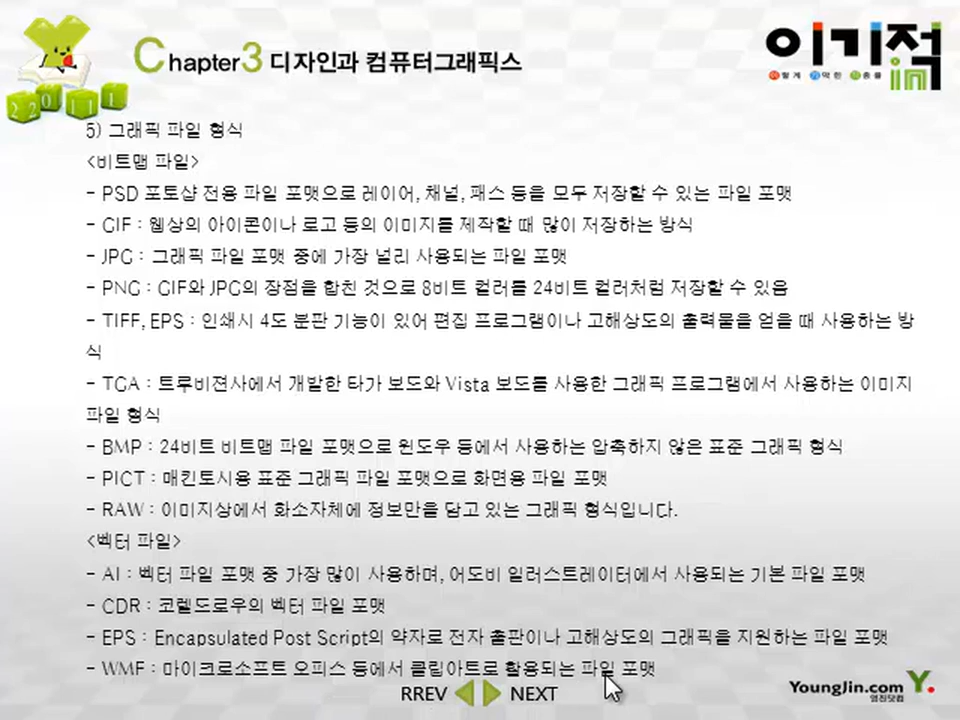 Chapter3 디자인과 컴퓨터그래픽스
이기적in
2011
5) 그래픽 파일 형식
<비트맵 파일>
- PSD 포토샵 전용 파일 포맷으로 레이어, 채널, 패스 등을 모두 저장할 수 있는 파일 포맷
- GIF : 웹상의 아이콘이나 로고 등의 이미지를 제작할 때 많이 저장하는 방식
- JPG : 그래픽 파일 포맷 중에 가장 널리 사용되는 파일 포맷
- PNG : GIF와 JPG의 장점을 합친 것으로 8비트 컬러를 24비트 컬러처럼 저장할 수 있음
- TIFF, EPS : 인쇄시 4도 분판 기능이 있어 편집 프로그램이나 고해상도의 출력물을 얻을 때 사용하는 방
식
- TGA : 트루비젼사에서 개발한 타가 보드와 Vista 보드를 사용한 그래픽 프로그램에서 사용하는 이미지
파일 형식
- BMP : 24비트 비트맵 파일 포맷으로 윈도우 등에서 사용하는 압축하지 않은 표준 그래픽 형식
- PICT : 매킨토시용 표준 그래픽 파일 포맷으로 화면용 파일 포맷
- RAW : 이미지상에서 화소자체에 정보만을 담고 있는 그래픽 형식입니다.
<벡터 파일>
- AI : 벡터 파일 포맷 중 가장 많이 사용하며, 어도비 일러스트레이터에서 사용되는 기본 파일 포맷
- CDR : 코렐드로우의 벡터 파일 포맷
- EPS : Encapsulated Post Script의 약자로 전자 출판이나 고해상도의 그래픽을 지원하는 파일 포맷
- WMF : 마이크로소프트 오피스 등에서 클립아트로 활용되는 파일 포맷
RREV NEXT
YoungJin.com Y.
영진닷컴